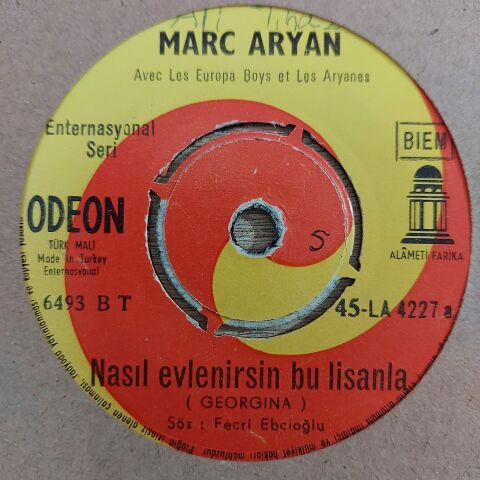 MARC ARYAN
Avec Les Europa Boys et Les Aryanes
Enternasyonal
Seri
BIEM
ODEON
TÜRK MALI
Made in Turkey
Enternasyonal
ALÂMETİ FARİKA
6493 B T
45-LA 4227 a
S
Nasıl evlenirsin bu lisanla
( GEORGINA )
Söz : Fecri Ebcioğlu